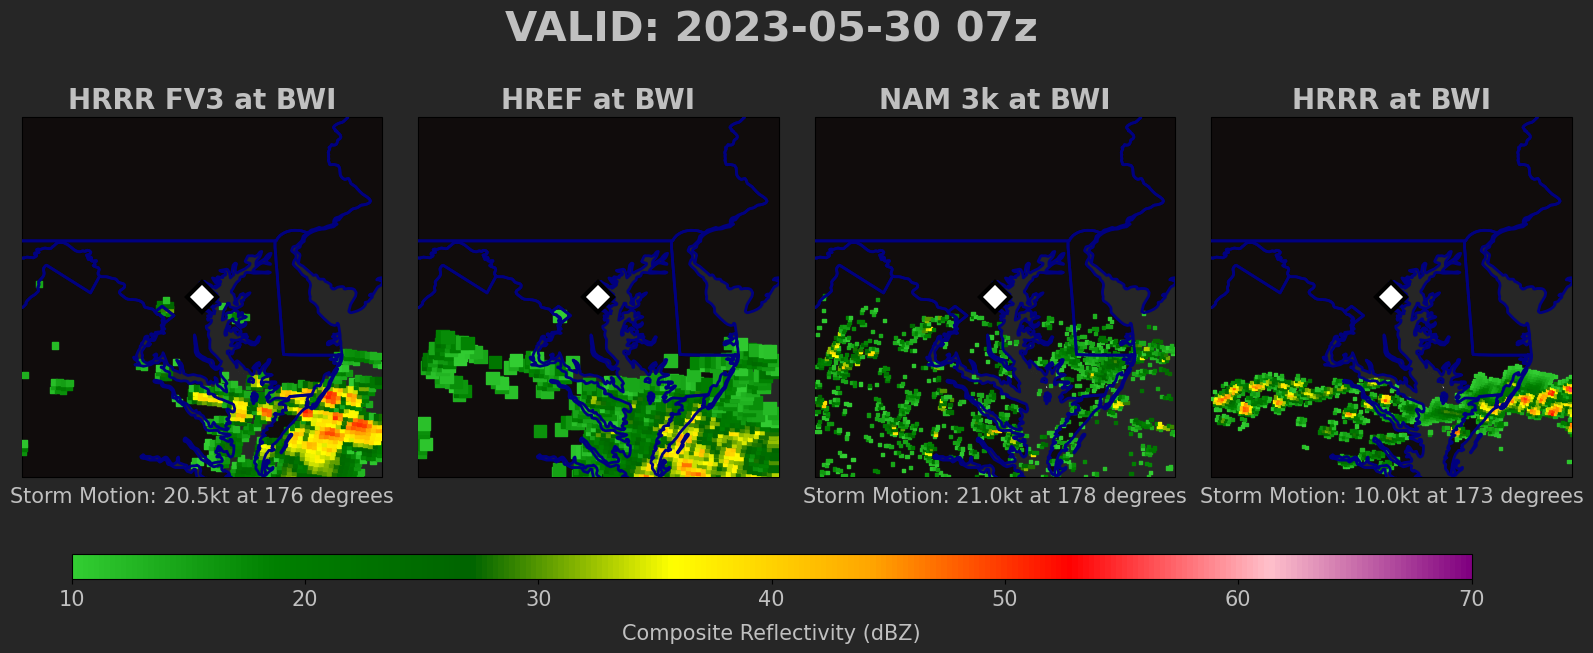 VALID: 2023-05-30 07z
HRRR FV3 at BWI
HREF at BWI
NAM 3k at BWI
HRRR at BWI
Storm Motion: 20.5kt at 176 degrees
Storm Motion: 21.0kt at 178 degrees
Storm Motion: 10.0kt at 173 degrees
10 20 30 40 50 60 70
Composite Reflectivity (dBZ)